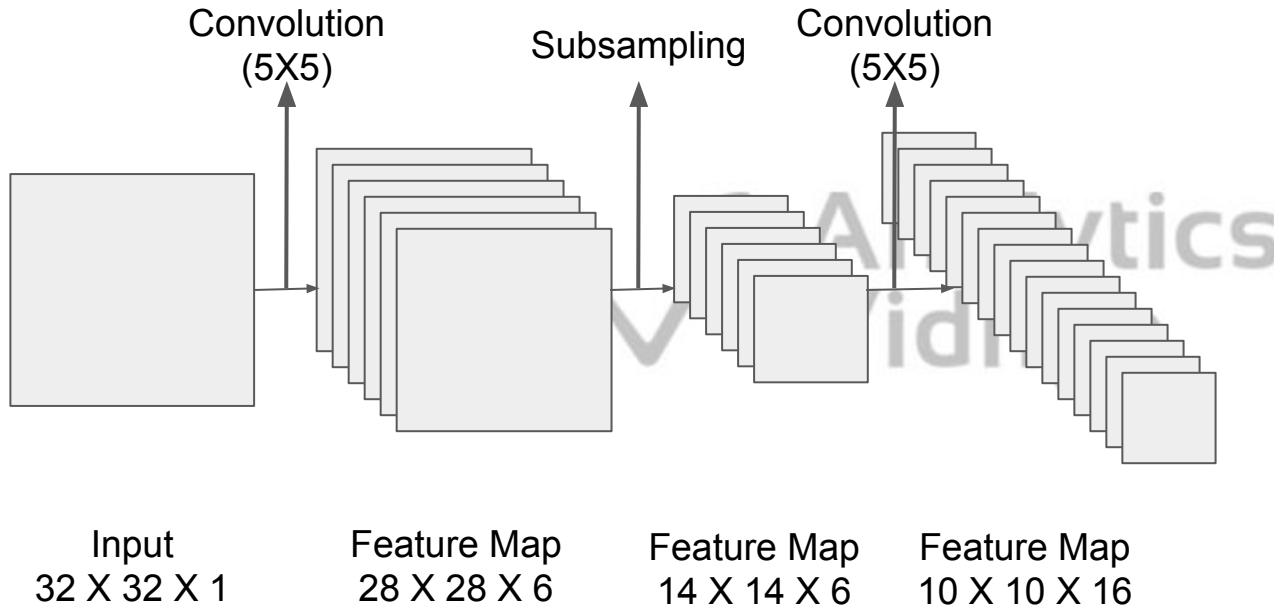 Convolution
(5X5)
Subsampling
Convolution
(5X5)
Input
32 X 32 X 1
Feature Map
28 X 28 X 6
Feature Map
14 X 14 X 6
Feature Map
10 X 10 X 16